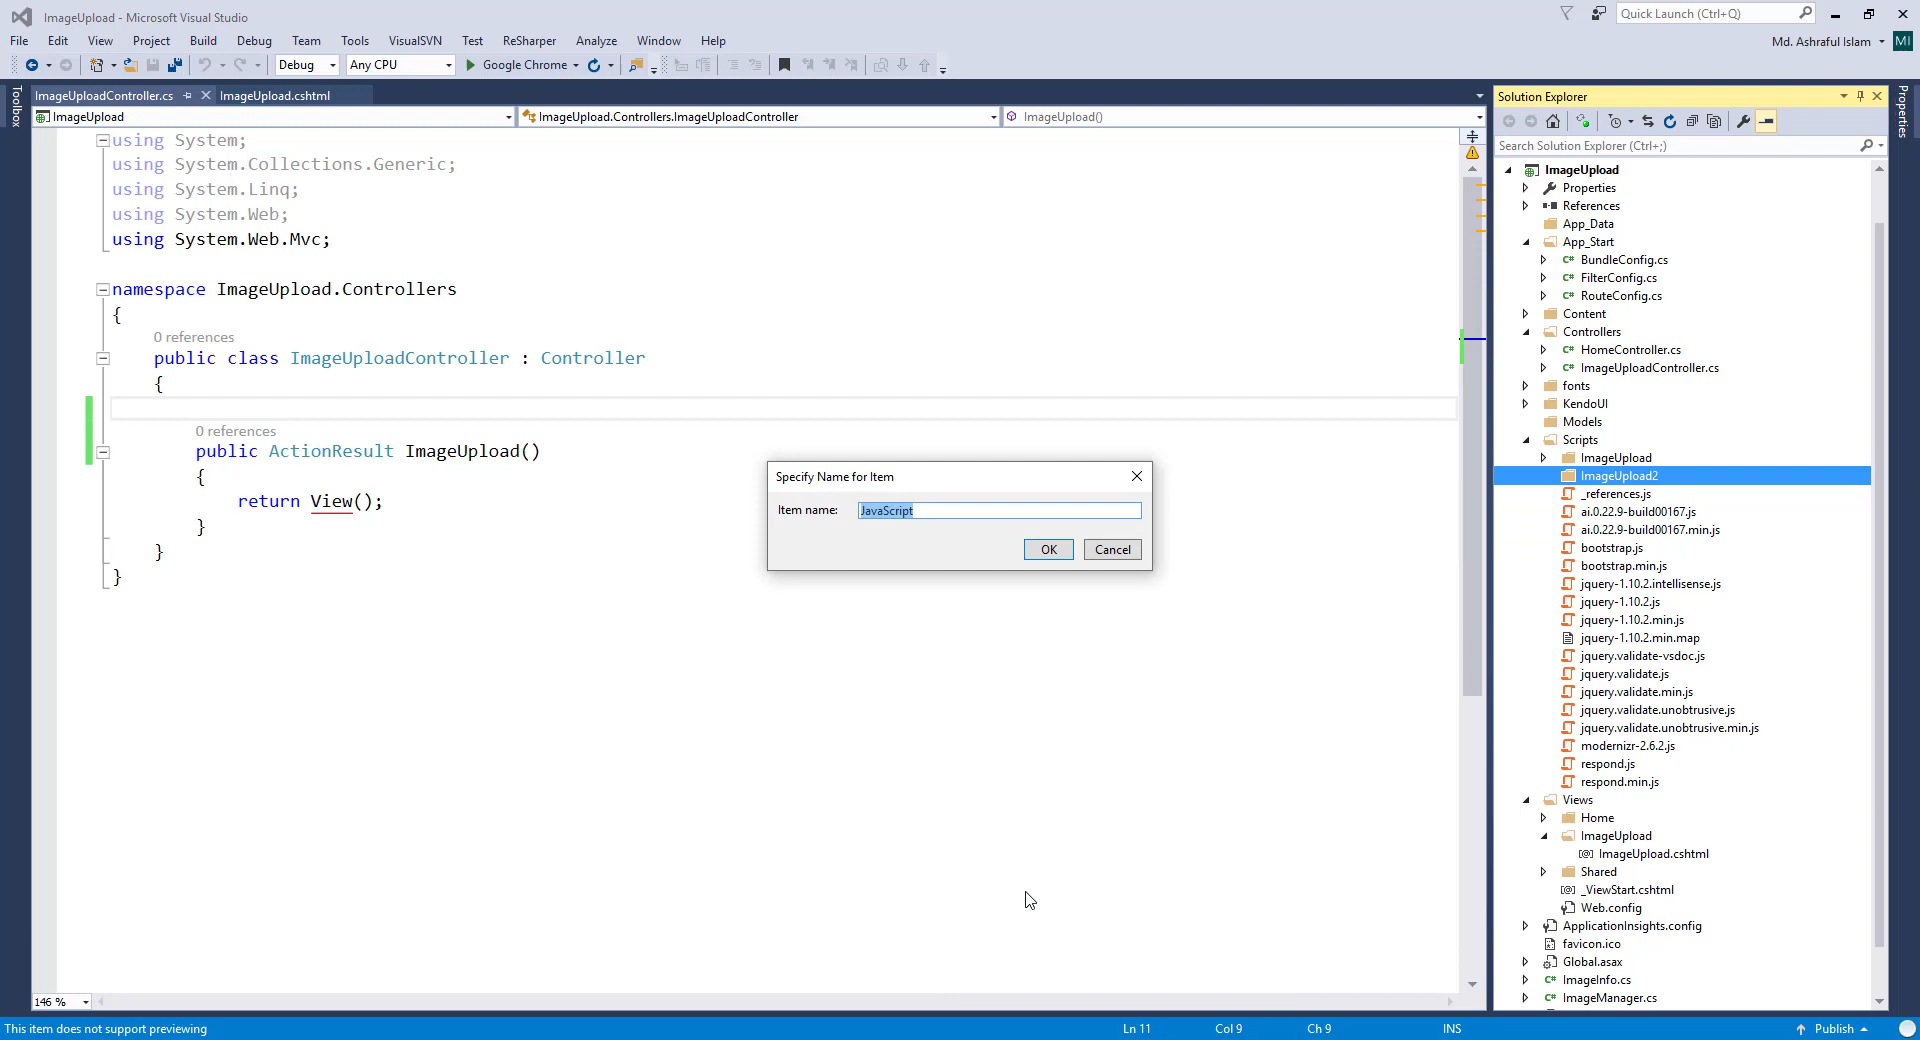 ImageUpload - Microsoft Visual Studio
Quick Launch (Ctrl+Q)
File Edit View Project Build Debug Team Tools VisualSVN Test ReSharper Analyze Window Help
Md. Ashraful Islam MI
Debug Any CPU Google Chrome
Toolbox
ImageUploadController.cs ImageUpload.cshtml
ImageUpload ImageUpload.Controllers.ImageUploadController ImageUpload()
using System;
using System.Collections.Generic;
using System.Linq;
using System.Web;
using System.Web.Mvc;
namespace ImageUpload.Controllers
{
0 references
public class ImageUploadController : Controller
{
0 references
public ActionResult ImageUpload()
{
return View();
}
}
}
146 %
Specify Name for Item
Item name: JavaScript
OK Cancel
Solution Explorer
Properties
Search Solution Explorer (Ctrl+;)
ImageUpload
Properties
References
App_Data
App_Start
C# BundleConfig.cs
C# FilterConfig.cs
C# RouteConfig.cs
Content
Controllers
C# HomeController.cs
C# ImageUploadController.cs
fonts
KendoUI
Models
Scripts
ImageUpload
ImageUpload2
_references.js
ai.0.22.9-build00167.js
ai.0.22.9-build00167.min.js
bootstrap.js
bootstrap.min.js
jquery-1.10.2.intellisense.js
jquery-1.10.2.js
jquery-1.10.2.min.js
jquery-1.10.2.min.map
jquery.validate-vsdoc.js
jquery.validate.js
jquery.validate.min.js
jquery.validate.unobtrusive.js
jquery.validate.unobtrusive.min.js
modernizr-2.6.2.js
respond.js
respond.min.js
Views
Home
ImageUpload
[@] ImageUpload.cshtml
Shared
[@] _ViewStart.cshtml
Web.config
ApplicationInsights.config
favicon.ico
Global.asax
C# ImageInfo.cs
C# ImageManager.cs
This item does not support previewing Ln 11 Col 9 Ch 9 INS Publish